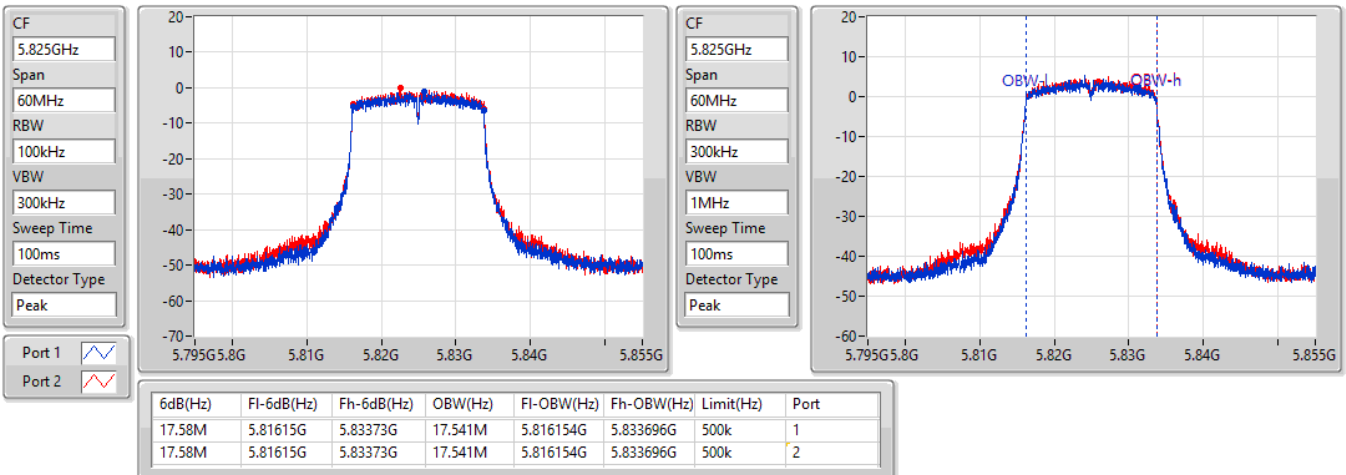 CF
5.825GHz
Span
60MHz
RBW
100kHz
VBW
300kHz
Sweep Time
100ms
Detector Type
Peak
Port 1
Port 2
20
10
0
-10
-20
-30
-40
-50
-60
-70
5.795G 5.8G 5.81G 5.82G 5.83G 5.84G 5.855G
CF
5.825GHz
Span
60MHz
RBW
300kHz
VBW
1MHz
Sweep Time
100ms
Detector Type
Peak
20
10
0
-10
-20
-30
-40
-50
-60
OBW-l OBW-h
5.795G 5.8G 5.81G 5.82G 5.83G 5.84G 5.855G
6dB(Hz) Fl-6dB(Hz) Fh-6dB(Hz) OBW(Hz) Fl-OBW(Hz) Fh-OBW(Hz) Limit(Hz) Port
17.58M 5.81615G 5.83373G 17.541M 5.816154G 5.833696G 500k 1
17.58M 5.81615G 5.83373G 17.541M 5.816154G 5.833696G 500k 2